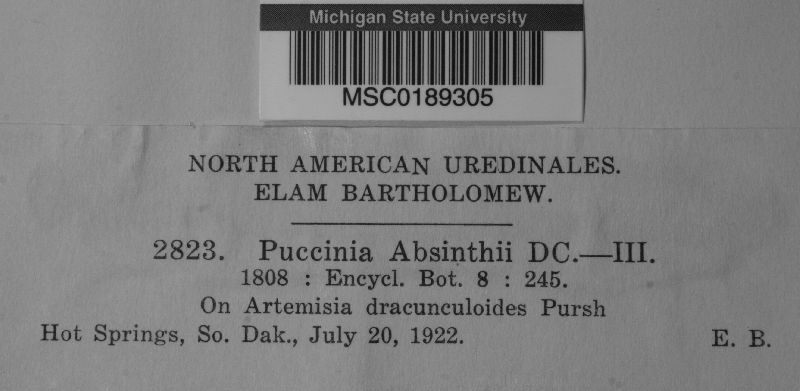 Michigan State University
MSC0189305
NORTH AMERICAN UREDINALES.
ELAM BARTHOLOMEW.
2823. Puccinia Absinthii DC.—III.
1808 : Encycl. Bot. 8 : 245.
On Artemisia dracunculoides Pursh
Hot Springs, So. Dak., July 20, 1922. E. B.